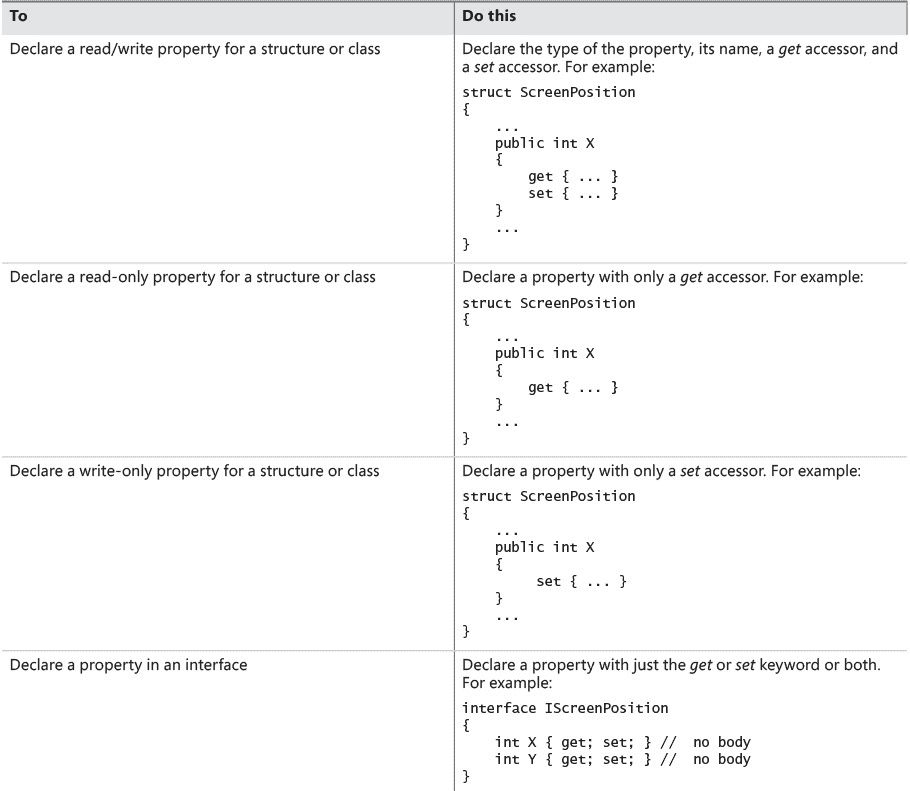 To
Do this
Declare a read/write property for a structure or class
Declare the type of the property, its name, a get accessor, and
a set accessor. For example:
struct ScreenPosition
{
    ...
    public int X
    {
        get { ... }
        set { ... }
    }
    ...
}
Declare a read-only property for a structure or class
Declare a property with only a get accessor. For example:
struct ScreenPosition
{
    ...
    public int X
    {
        get { ... }
    }
    ...
}
Declare a write-only property for a structure or class
Declare a property with only a set accessor. For example:
struct ScreenPosition
{
    ...
    public int X
    {
         set { ... }
    }
    ...
}
Declare a property in an interface
Declare a property with just the get or set keyword or both.
For example:
interface IScreenPosition
{
    int X { get; set; } //  no body
    int Y { get; set; } //  no body
}